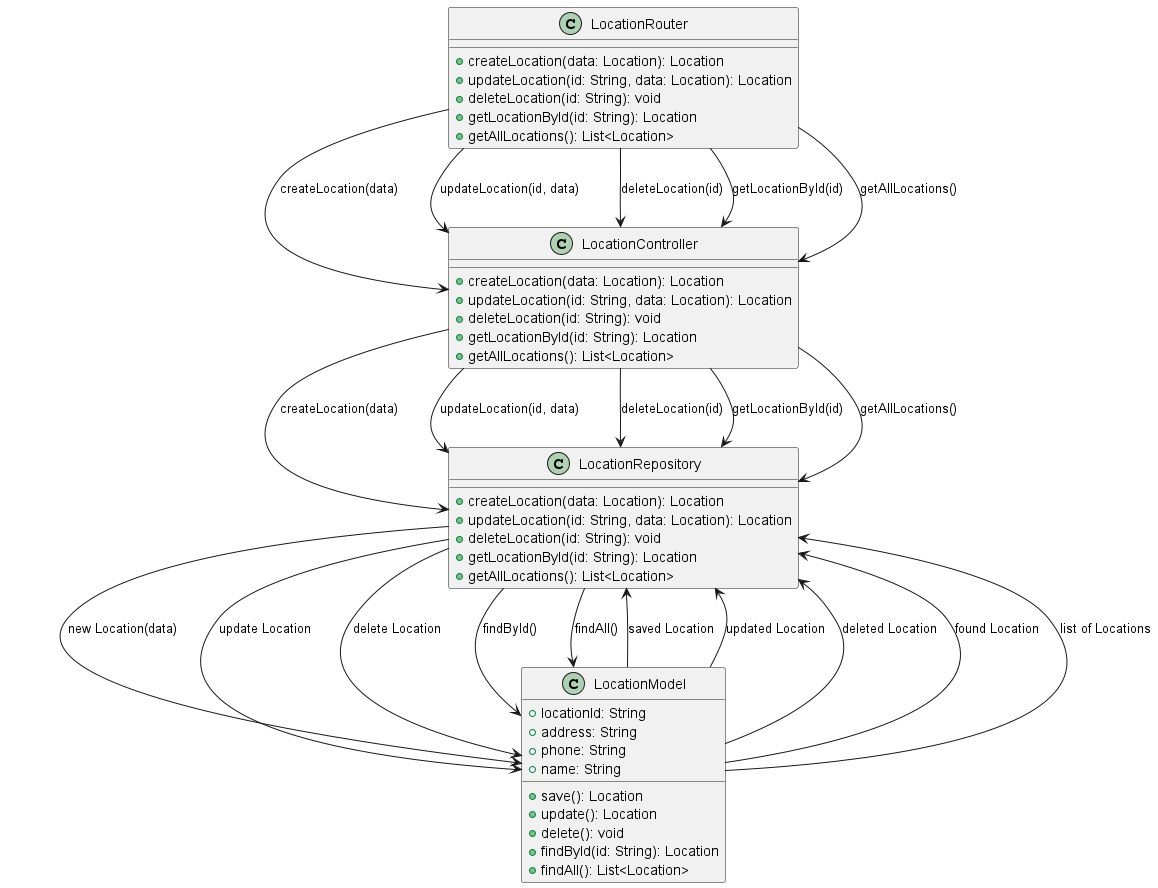 C LocationRouter
createLocation(data: Location): Location
updateLocation(id: String, data: Location): Location
deleteLocation(id: String): void
getLocationById(id: String): Location
getAllLocations(): List<Location>
createLocation(data) updateLocation(id, data) deleteLocation(id) getLocationById(id) getAllLocations()
C LocationController
createLocation(data: Location): Location
updateLocation(id: String, data: Location): Location
deleteLocation(id: String): void
getLocationById(id: String): Location
getAllLocations(): List<Location>
createLocation(data) updateLocation(id, data) deleteLocation(id) getLocationById(id) getAllLocations()
C LocationRepository
createLocation(data: Location): Location
updateLocation(id: String, data: Location): Location
deleteLocation(id: String): void
getLocationById(id: String): Location
getAllLocations(): List<Location>
new Location(data) update Location delete Location findById() findAll() saved Location updated Location deleted Location found Location list of Locations
C LocationModel
locationId: String
address: String
phone: String
name: String
save(): Location
update(): Location
delete(): void
findById(id: String): Location
findAll(): List<Location>